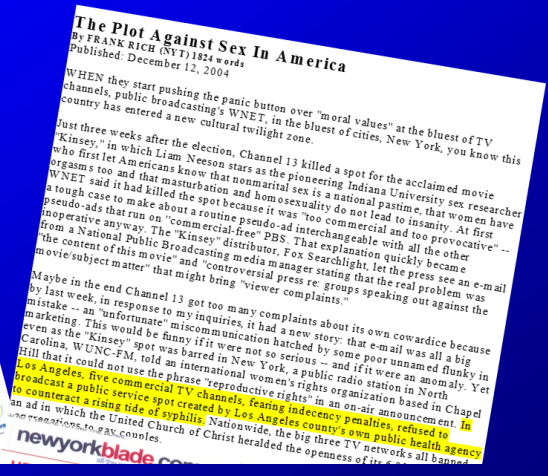 The Plot Against Sex In America
By FRANK RICH (NYT) 1824 words
Published: December 12, 2004
WHEN they start pushing the panic button over "moral values" at the bluest of TV
channels, public broadcasting's WNET, in the bluest of cities, New York, you know this
country has entered a new cultural twilight zone.
Just three weeks after the election, Channel 13 killed a spot for the acclaimed movie
"Kinsey," in which Liam Neeson stars as the pioneering Indiana University sex researcher
who first let Americans know that nonmarital sex is a national pastime, that women have
orgasms too and that masturbation and homosexuality do not lead to insanity. At first
WNET said it had killed the spot because it was "too commercial and too provocative" --
a tough case to make about a routine pseudo-ad interchangeable with all the other
pseudo-ads that run on "commercial-free" PBS. That explanation quickly became
inoperative anyway. The "Kinsey" distributor, Fox Searchlight, let the press see an e-mail
from a National Public Broadcasting media manager stating that the real problem was
"the content of this movie" and "controversial press re: groups speaking out against the
movie/subject matter" that might bring "viewer complaints."
Maybe in the end Channel 13 got too many complaints about its own cowardice because
by last week, in response to my inquiries, it had a new story: that e-mail was all a big
mistake -- an "unfortunate" miscommunication hatched by some poor unnamed flunky in
marketing. This would be funny if it were not so serious -- and if it were an anomaly. Yet
even as the "Kinsey" spot was barred in New York, a public radio station in North
Carolina, WUNC-FM, told an international women's rights organization based in Chapel
Hill that it could not use the phrase "reproductive rights" in an on-air announcement. In
Los Angeles, five commercial TV channels, fearing indecency penalties, refused to
broadcast a public service spot created by Los Angeles county's own public health agency
to counteract a rising tide of syphilis. Nationwide, the big three TV networks all banned
an ad in which the United Church of Christ heralded the openness of its
to gay couples.
newyorkblade.com